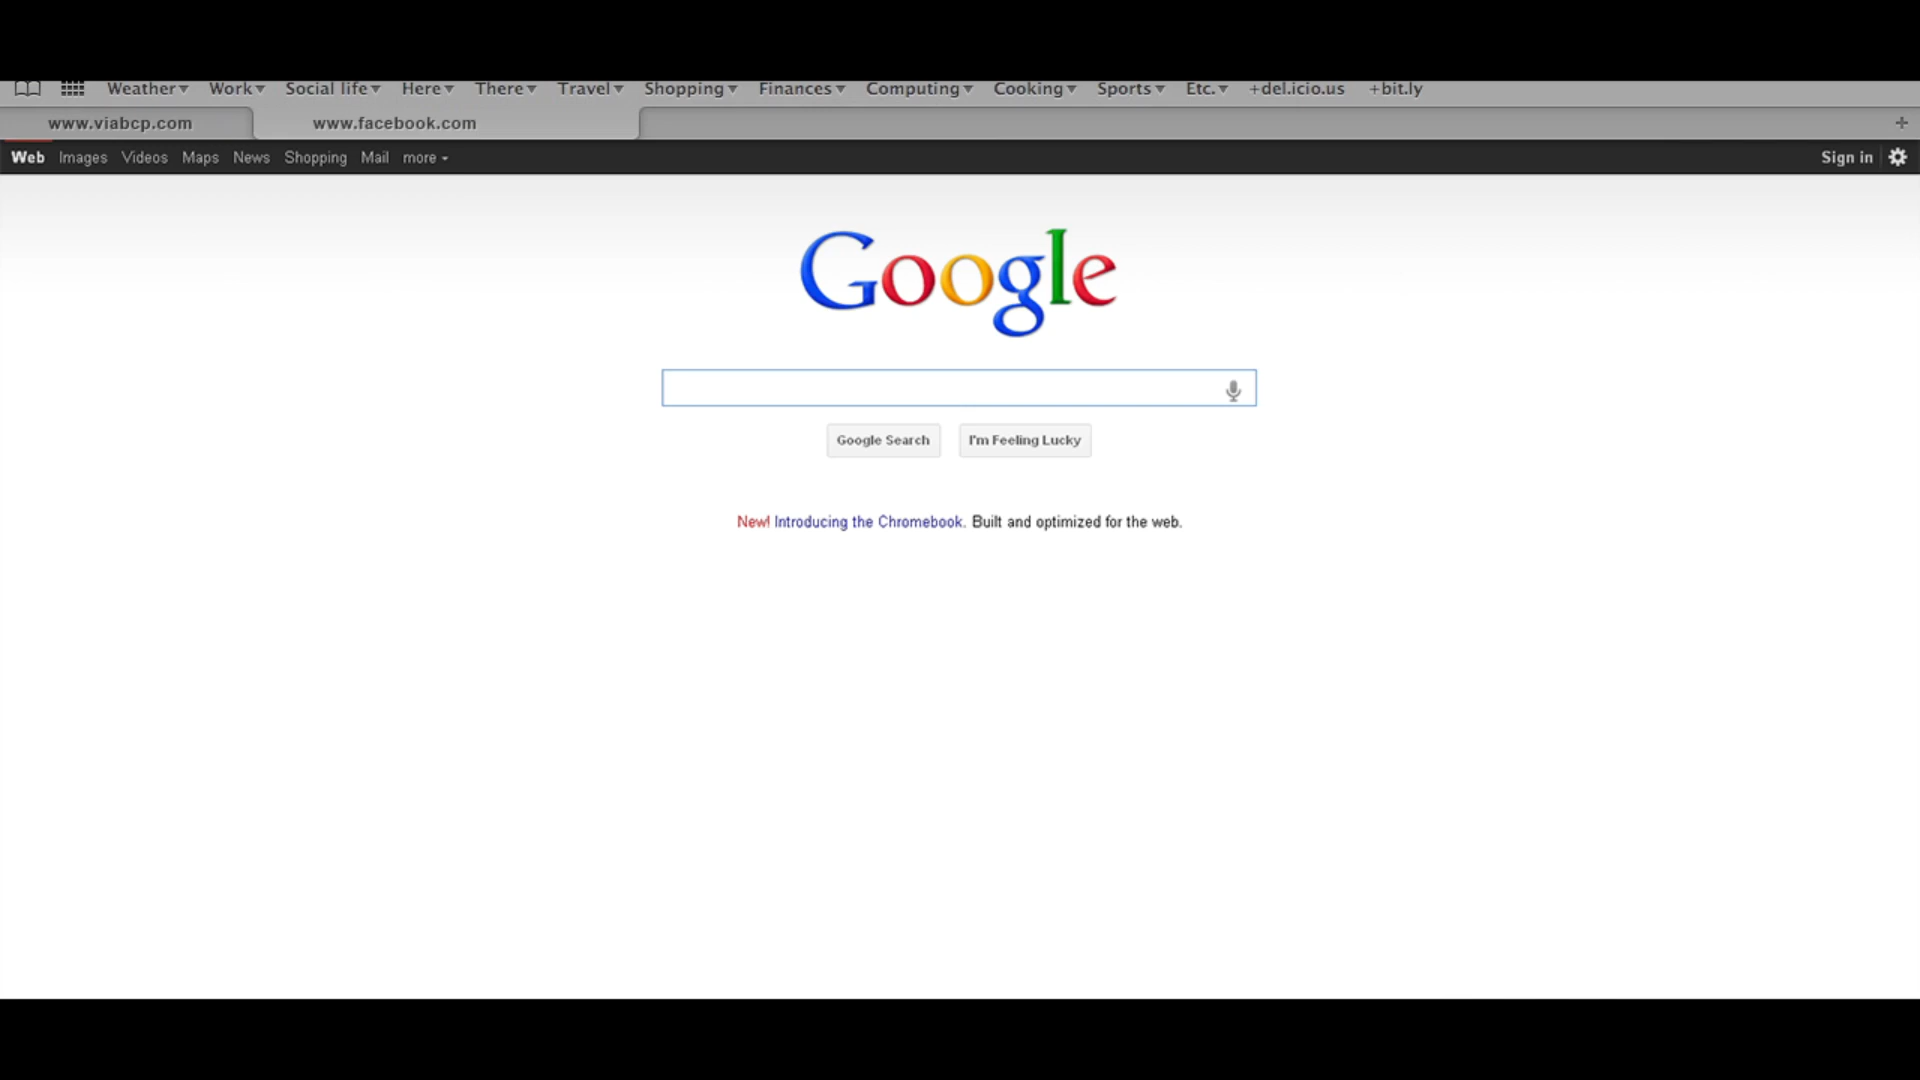 Weather▾ Work▾ Social life▾ Here▾ There▾ Travel▾ Shopping▾ Finances▾ Computing▾ Cooking▾ Sports▾ Etc.▾ +del.icio.us +bit.ly
www.viabcp.com www.facebook.com +
Web Images Videos Maps News Shopping Mail more Sign in
Google
Google Search I'm Feeling Lucky
New! Introducing the Chromebook. Built and optimized for the web.